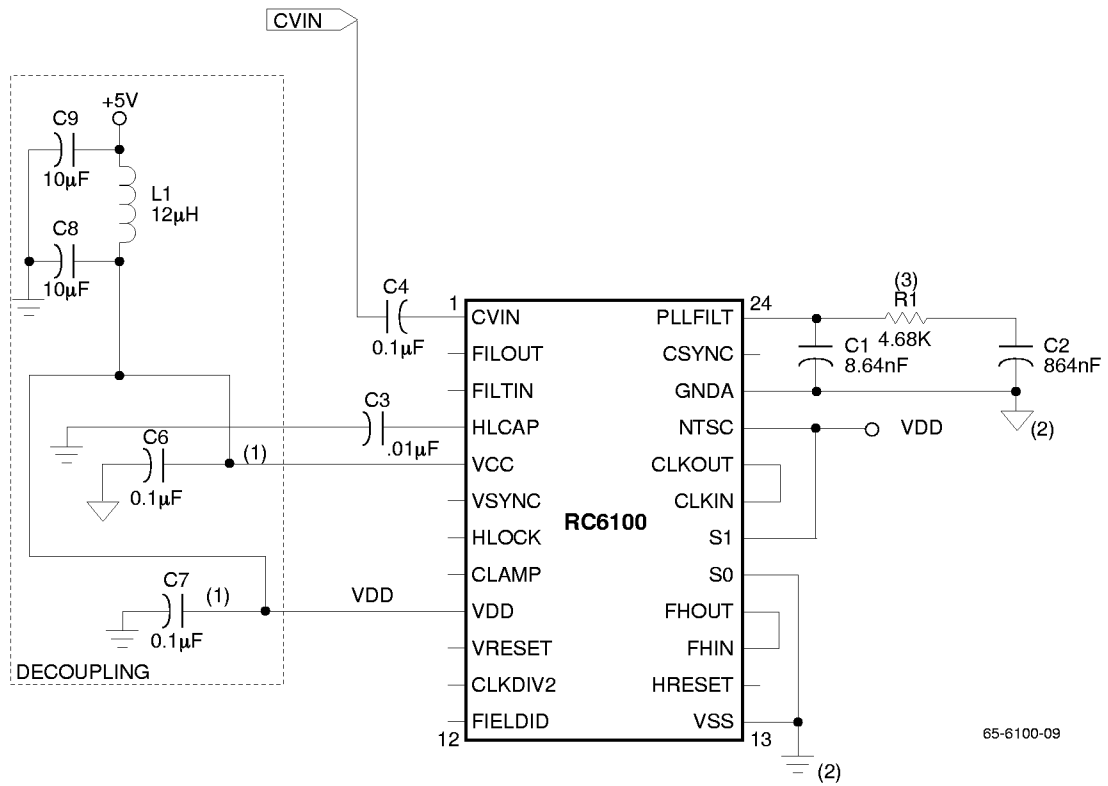 CVIN
+5V
C9
10µF
L1
12µH
C8
10µF
C4
0.1µF
C3
.01µF
C6
0.1µF
(1)
C7
0.1µF
(1)
VDD
DECOUPLING
1
CVIN
FILOUT
FILTIN
HLCAP
VCC
VSYNC
HLOCK
CLAMP
VDD
VRESET
CLKDIV2
FIELDID
12
RC6100
24
PLLFILT
CSYNC
GNDA
NTSC
CLKOUT
CLKIN
S1
S0
FHOUT
FHIN
HRESET
VSS
13
(3)
R1
4.68K
C1
8.64nF
C2
864nF
(2)
VDD
(2)
65-6100-09